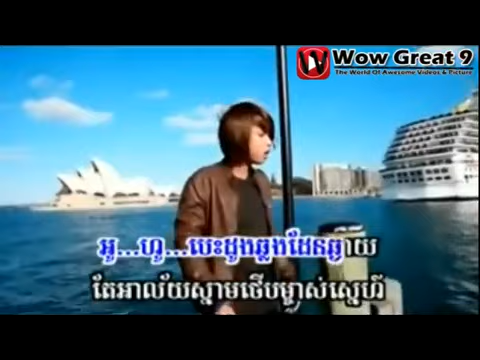 Wow Great 9
The World Of Awesome Videos & Picture
អូ...ហូ...បេះដូងឆ្លងដែនឆ្ងាយ
តែអាល័យស្នាមថើបម្ចាស់ស្នេហ៍